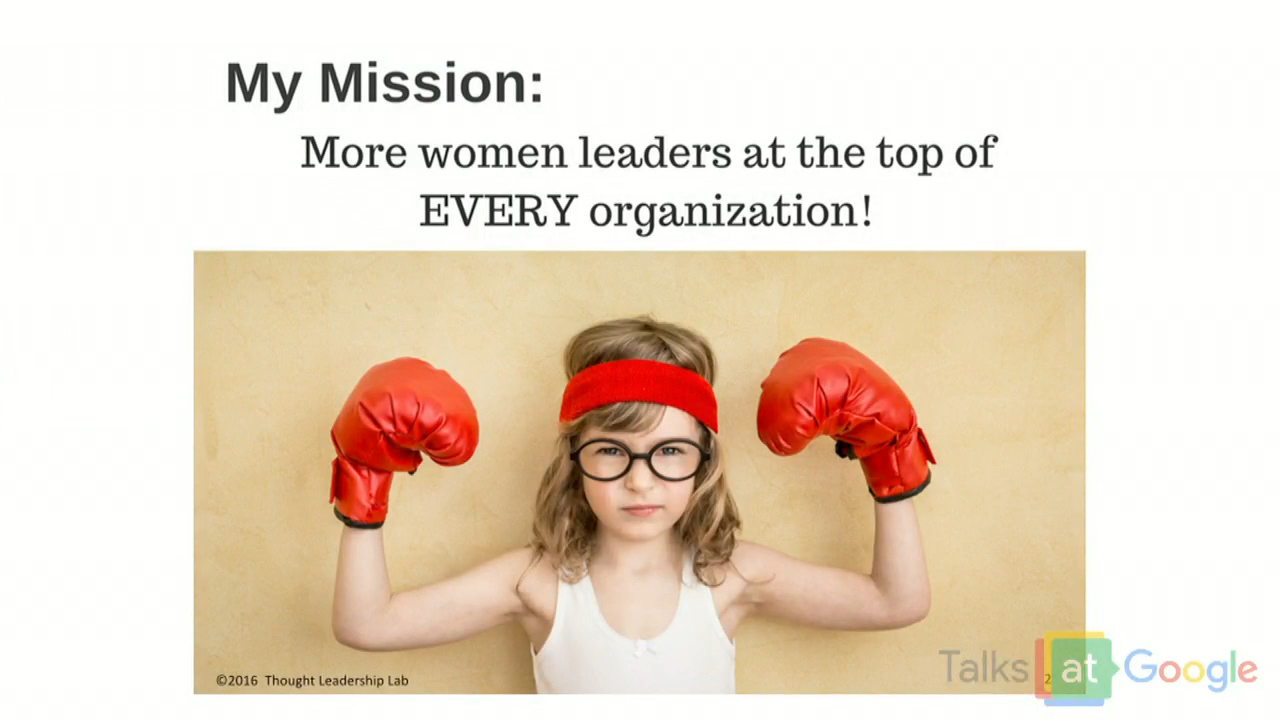 My Mission:
More women leaders at the top of
EVERY organization!
©2016 Thought Leadership Lab
Talks at Google